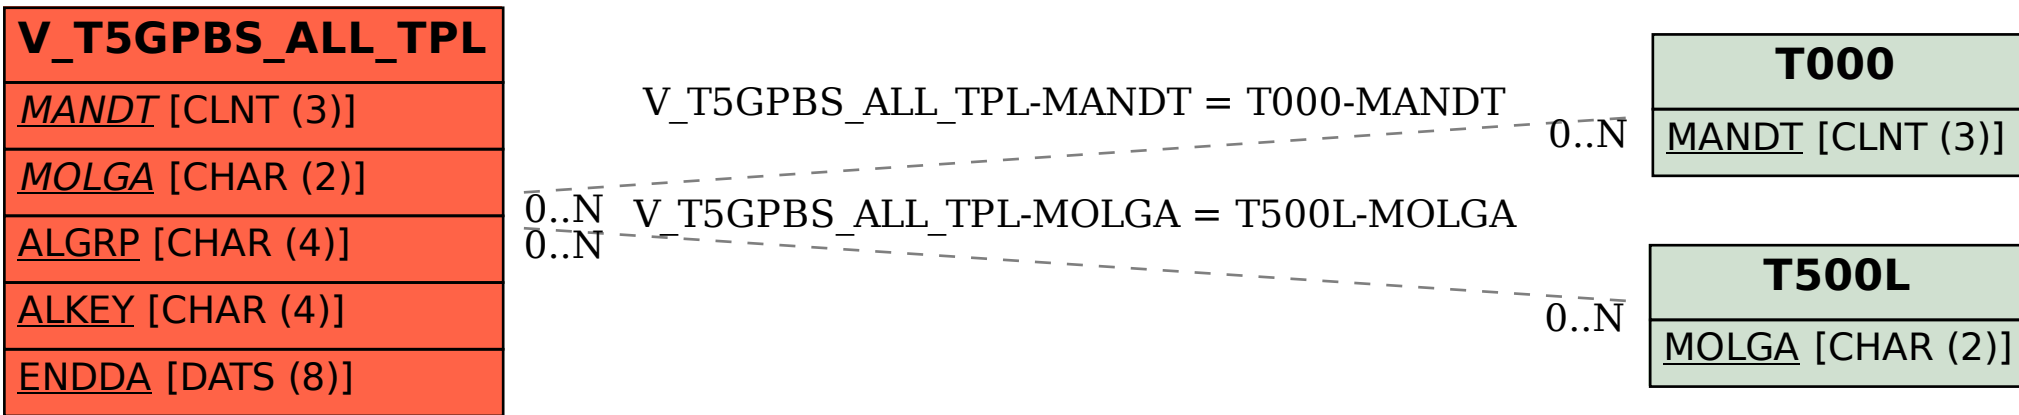 V_T5GPBS_ALL_TPL
MANDT [CLNT (3)]
MOLGA [CHAR (2)]
ALGRP [CHAR (4)]
ALKEY [CHAR (4)]
ENDDA [DATS (8)]
V_T5GPBS_ALL_TPL-MANDT = T000-MANDT
0..N
0..N
V_T5GPBS_ALL_TPL-MOLGA = T500L-MOLGA
0..N
0..N
T000
MANDT [CLNT (3)]
T500L
MOLGA [CHAR (2)]